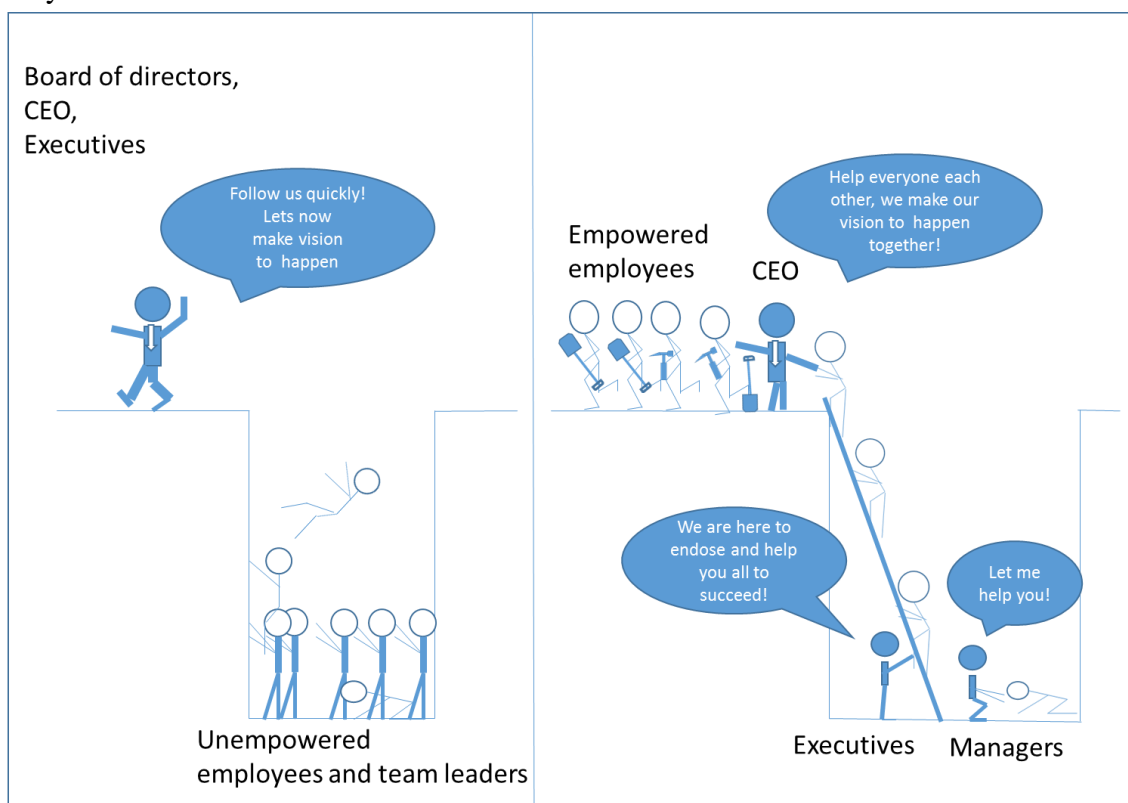 Board of directors,
CEO,
Executives
Follow us quickly!
Lets now
make vision
to happen
Unempowered
employees and team leaders
Help everyone each
other, we make our
vision to happen
together!
Empowered
employees
CEO
We are here to
endose and help
you all to
succeed!
Let me
help you!
Executives
Managers